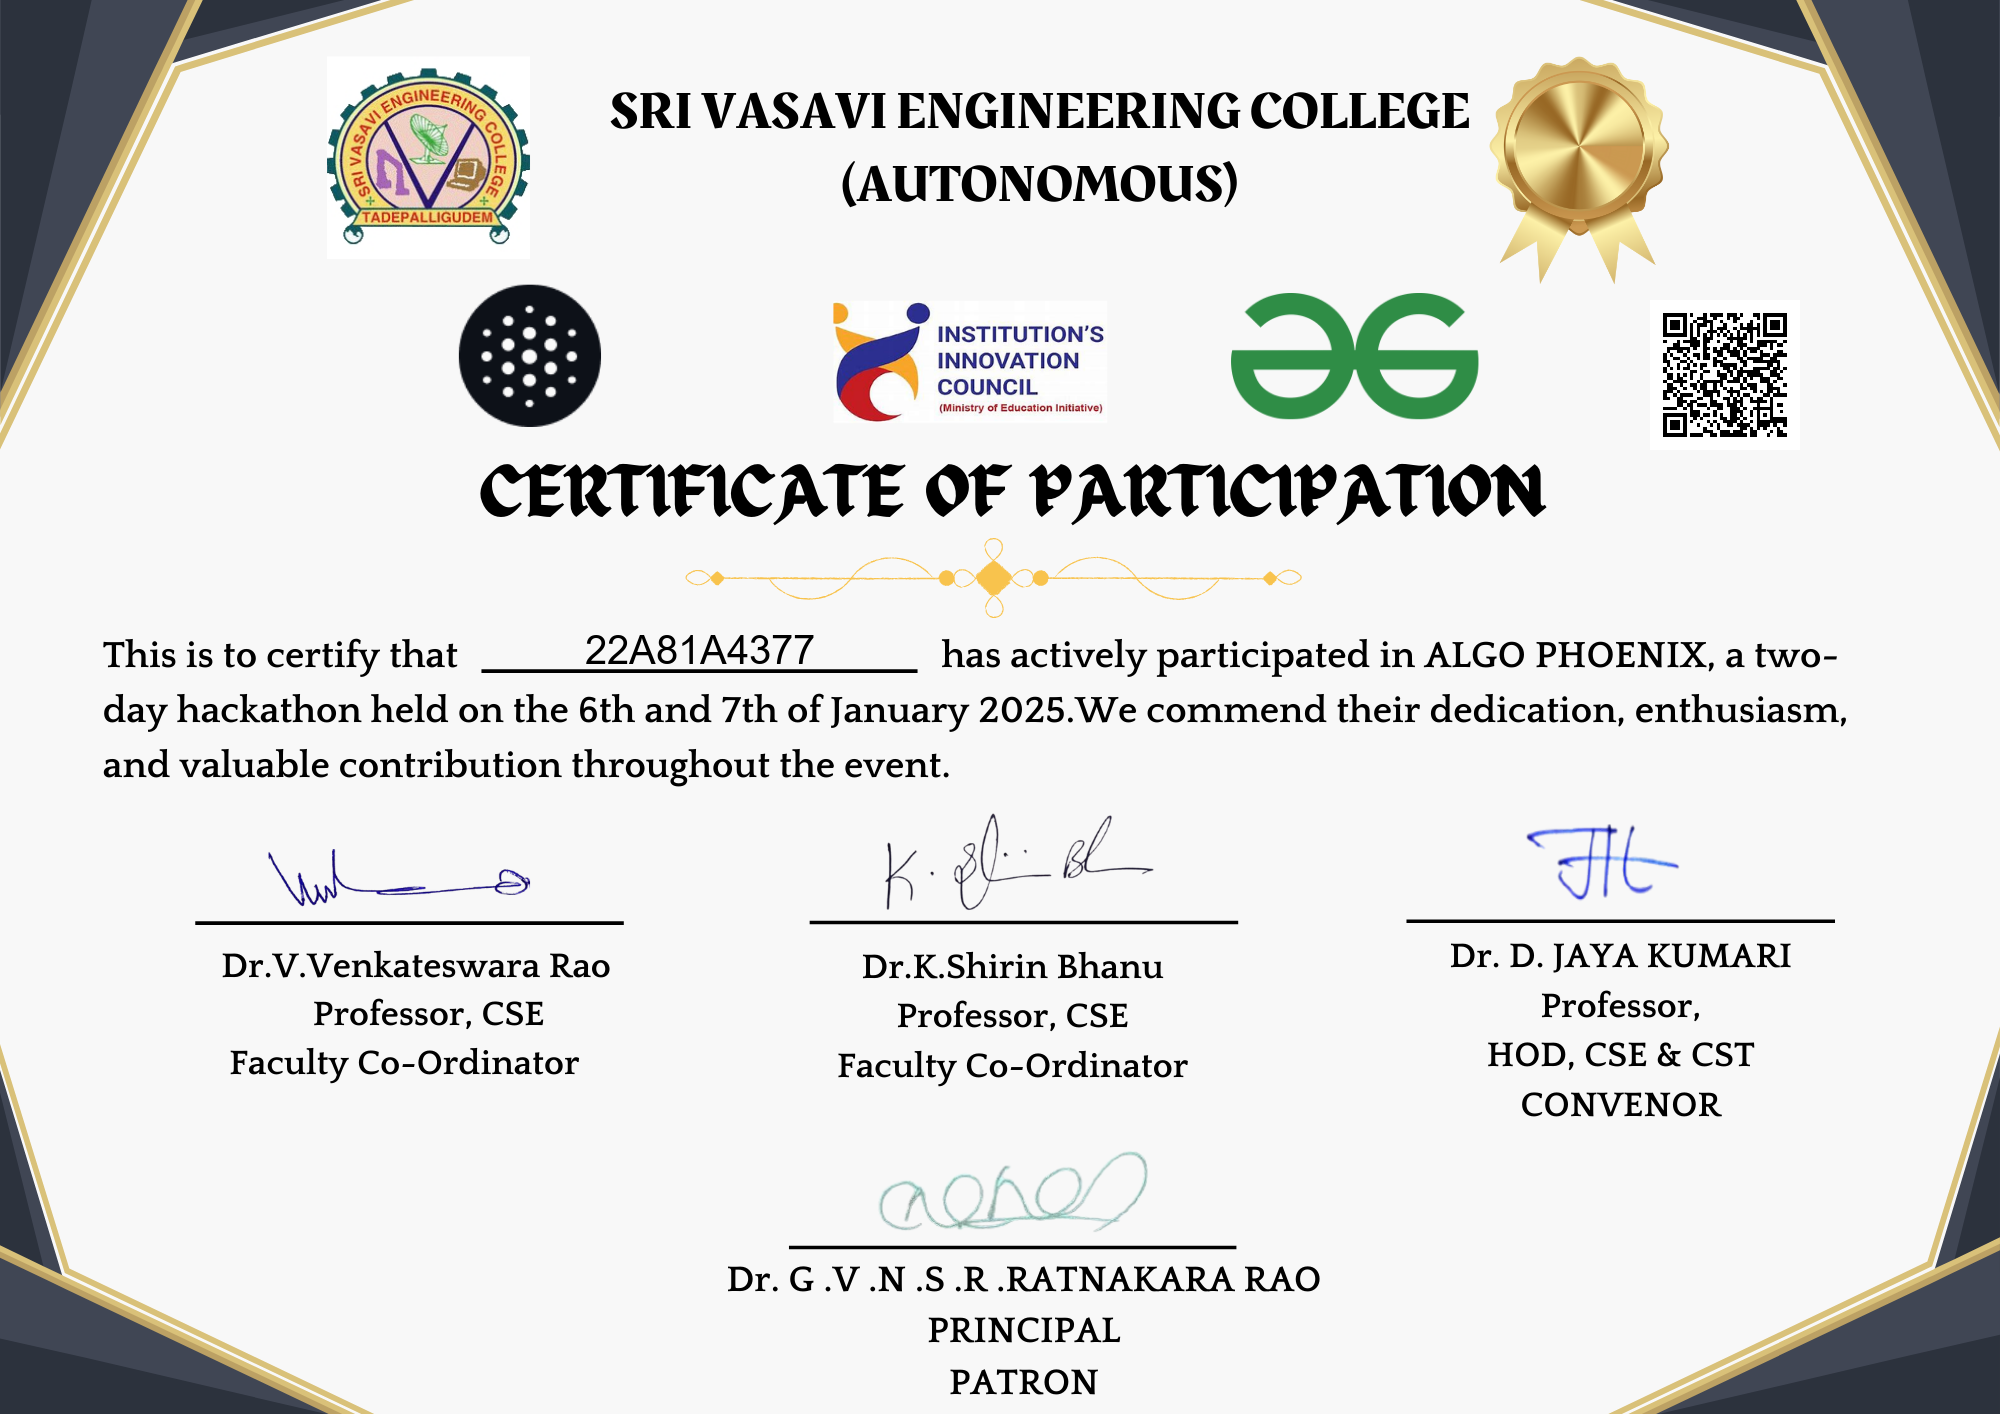 SRI VASAVI ENGINEERING COLLEGE
(AUTONOMOUS)
SRI VASAVI ENGINEERING COLLEGE
TADEPALLIGUDEM
INSTITUTION'S
INNOVATION
COUNCIL
(Ministry of Education Initiative)
CERTIFICATE OF PARTICIPATION
This is to certify that 22A81A4377 has actively participated in ALGO PHOENIX, a two-
day hackathon held on the 6th and 7th of January 2025.We commend their dedication, enthusiasm,
and valuable contribution throughout the event.
K. Shirin Bh
Dr.V.Venkateswara Rao
Professor, CSE
Faculty Co-Ordinator
Dr.K.Shirin Bhanu
Professor, CSE
Faculty Co-Ordinator
Dr. D. JAYA KUMARI
Professor,
HOD, CSE & CST
CONVENOR
Dr. G .V .N .S .R .RATNAKARA RAO
PRINCIPAL
PATRON